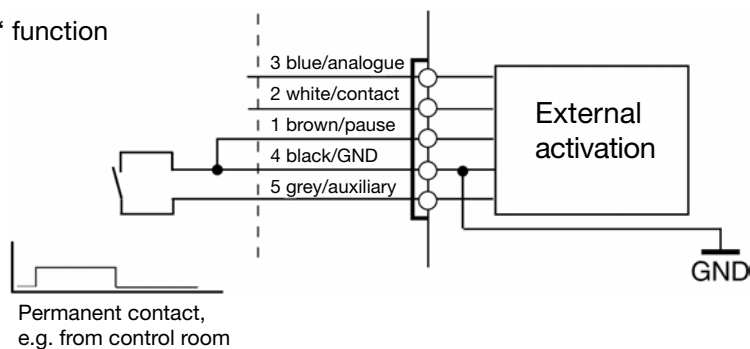 “ function
3 blue/analogue
2 white/contact
1 brown/pause
4 black/GND
5 grey/auxiliary
External
activation
GND
Permanent contact,
e.g. from control room